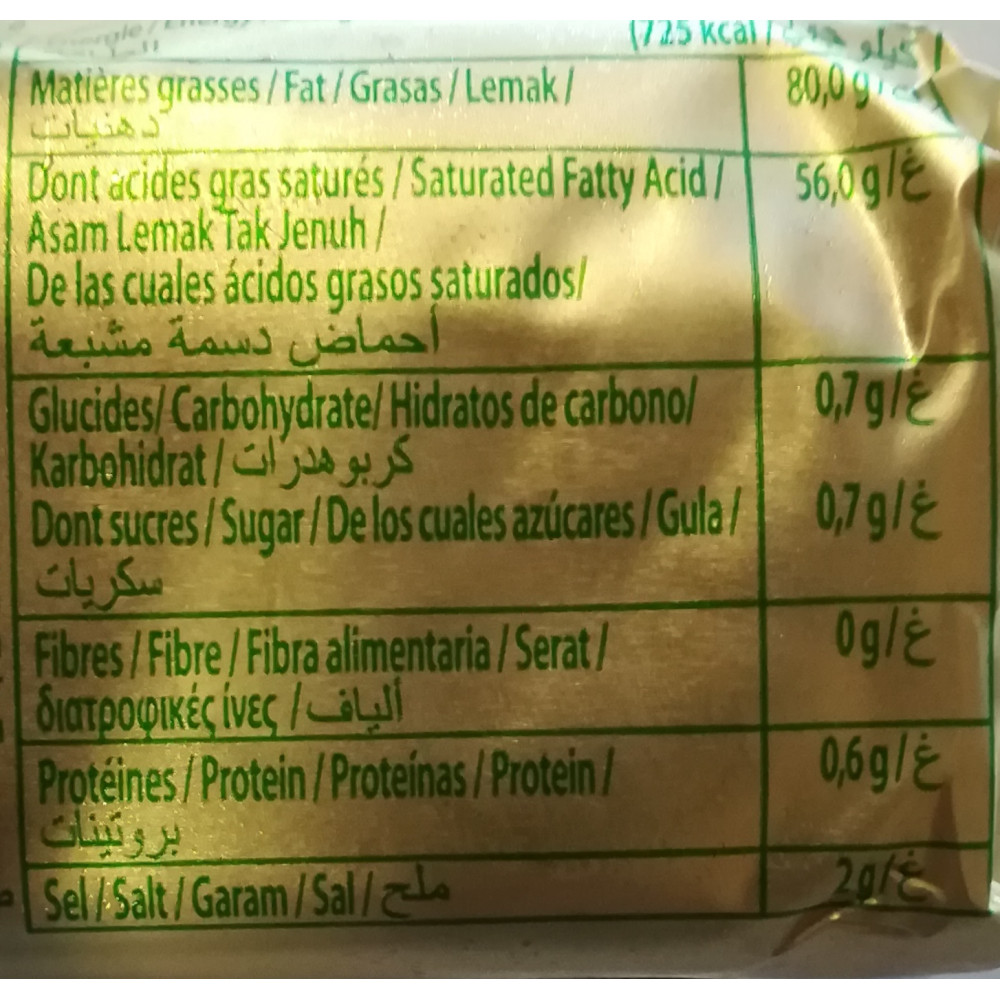 (725 kcal /
Matières grasses / Fat / Grasas / Lemak / 80,0 g
دهنيات
Dont acides gras saturés / Saturated Fatty Acid / 56,0 g/غ
Asam Lemak Tak Jenuh /
De las cuales ácidos grasos saturados/
أحماض دسمة مشبعة
Glucides/ Carbohydrate/ Hidratos de carbono/ 0,7 g/غ
Karbohidrat / كربوهدرات
Dont sucres / Sugar / De los cuales azúcares / Gula / 0,7 g/غ
سكريات
Fibres / Fibre / Fibra alimentaria / Serat / 0 g/غ
διατροφικές ίνες / ألياف
Protéines / Protein / Proteínas / Protein / 0,6 g/غ
بروتينات
Sel / Salt / Garam / Sal / ملح 2 g/غ